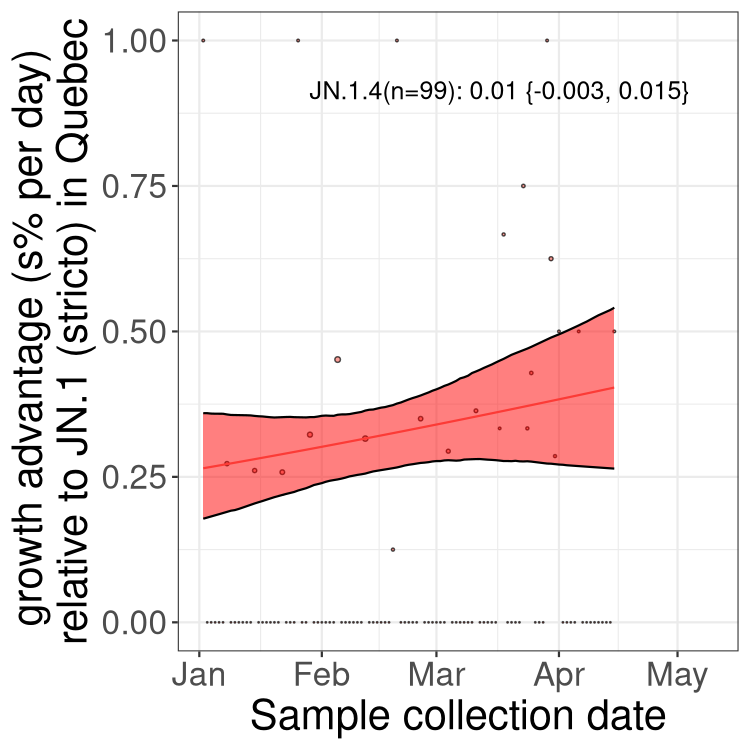 growth advantage (s% per day)
relative to JN.1 (stricto) in Quebec
1.00
0.75
0.50
0.25
0.00
JN.1.4(n=99): 0.01 {-0.003, 0.015}
Jan Feb Mar Apr May
Sample collection date